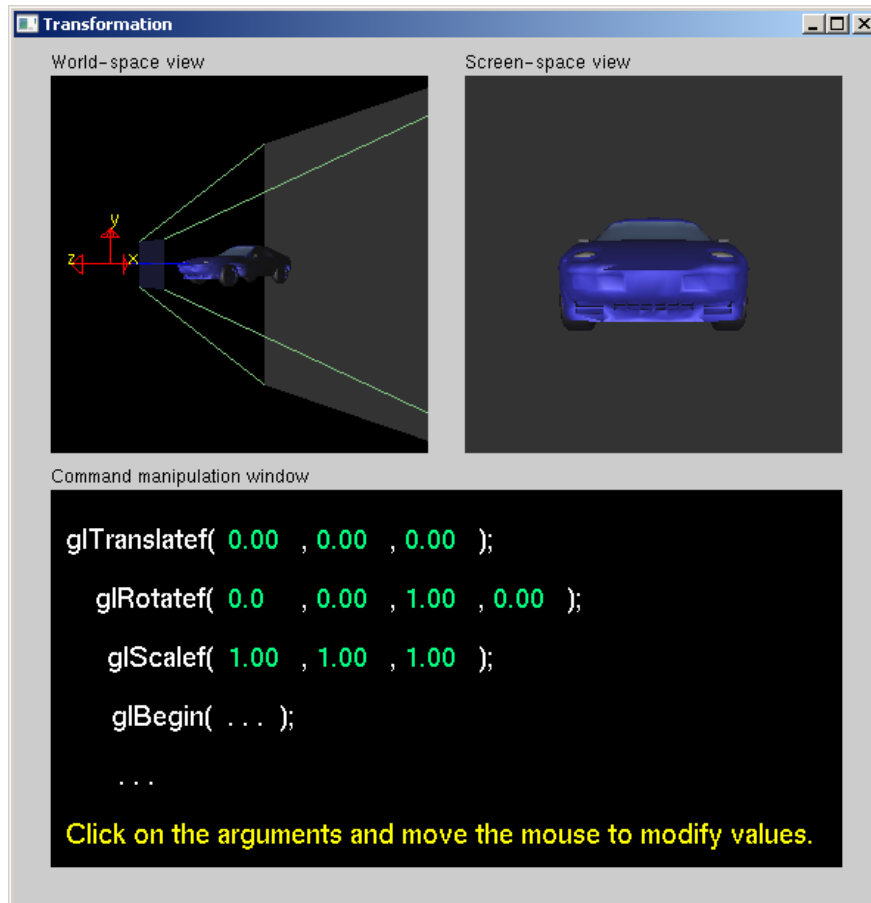 Transformation
World-space view
Screen-space view
y
z
x
Command manipulation window
glTranslatef( 0.00 , 0.00 , 0.00 );
glRotatef( 0.0 , 0.00 , 1.00 , 0.00 );
glScalef( 1.00 , 1.00 , 1.00 );
glBegin( . . . );
. . .
Click on the arguments and move the mouse to modify values.